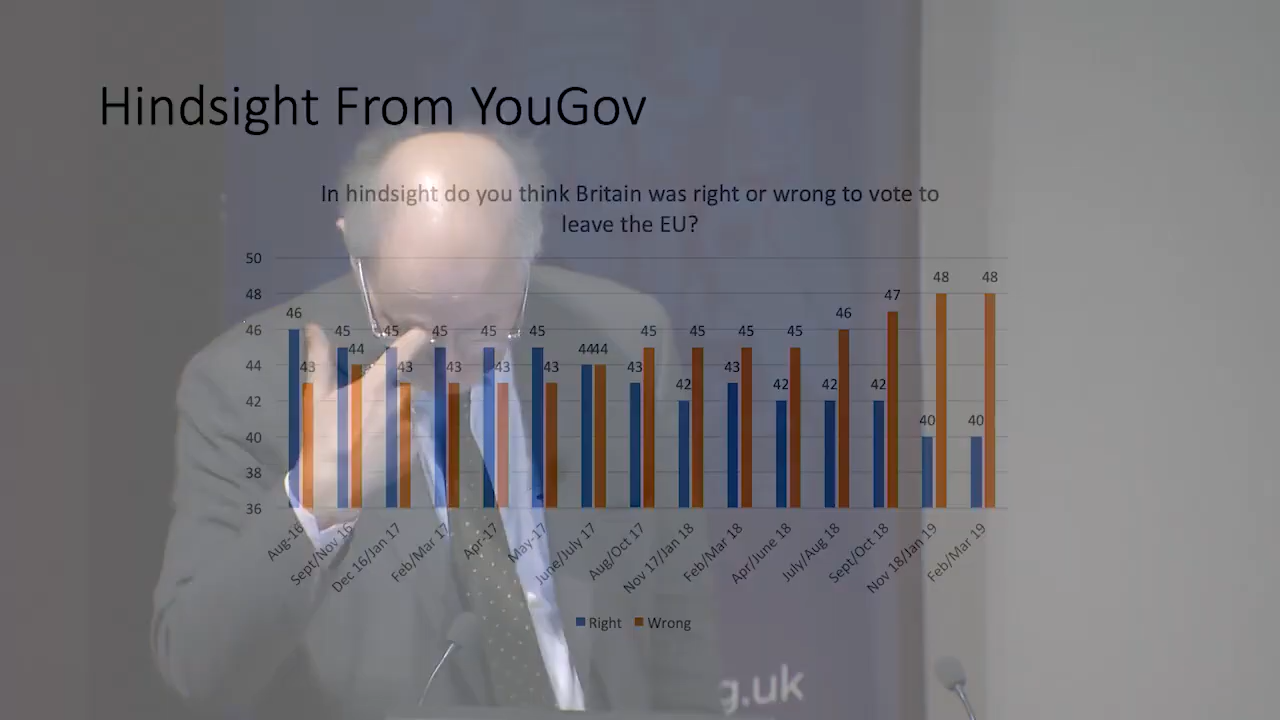 Hindsight From YouGov
In hindsight do you think Britain was right or wrong to vote to
leave the EU?
50
48
46
44
42
40
38
36
46 43
45 44
45 43
45 43
45 43
45 43
44 44
43 45
42 45
43 45
42 45
42 46
42 47
40 48
40 48
Aug-16
Sept/Nov 16
Dec 16/Jan 17
Feb/Mar 17
Apr-17
May-17
June/July 17
Aug/Oct 17
Nov 17/Jan 18
Feb/Mar 18
Apr/June 18
July/Aug 18
Sept/Oct 18
Nov 18/Jan 19
Feb/Mar 19
Right Wrong
g.uk